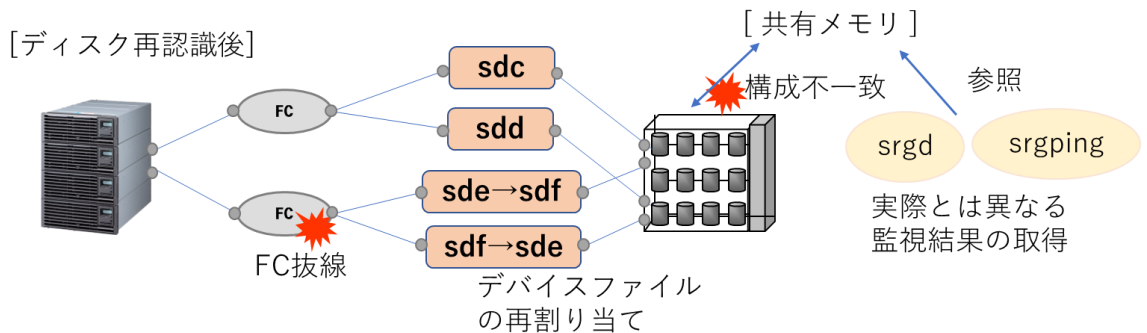 [ディスク再認識後]
[ 共有メモリ ]
sdc
構成不一致
参照
FC
sdd
srgd
srgping
sde→sdf
FC
sdf→sde
実際とは異なる
監視結果の取得
FC抜線
デバイスファイル
の再割り当て